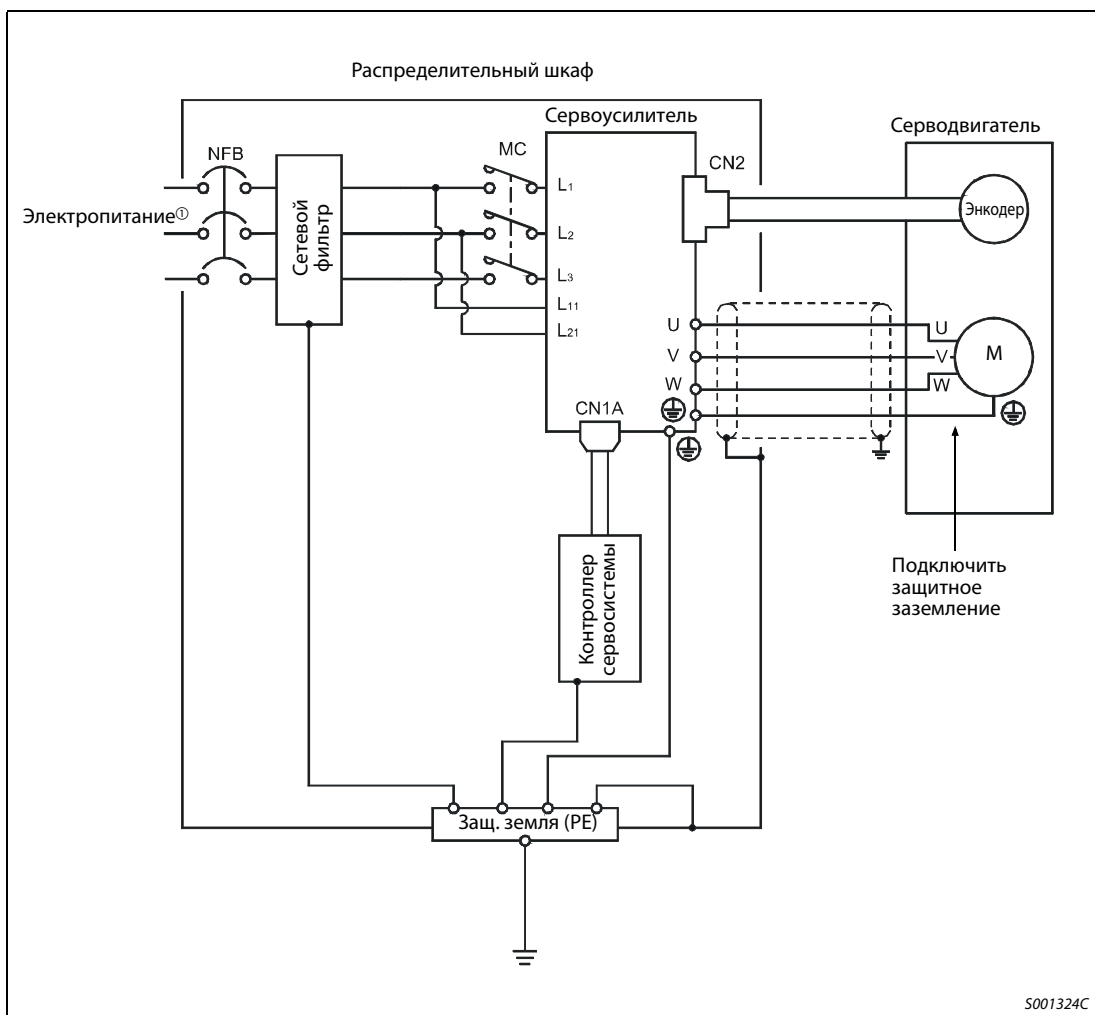 Распределительный шкаф
Сервоусилитель
Серводвигатель
NFB
MC
CN2
Электропитание①
Сетевой
фильтр
L1
L2
L3
L11
L21
Энкодер
U
V
W
U
V
W
M
CN1A
Контроллер
сервосистемы
Подключить
защитное
заземление
Защ. земля (PE)
S001324C